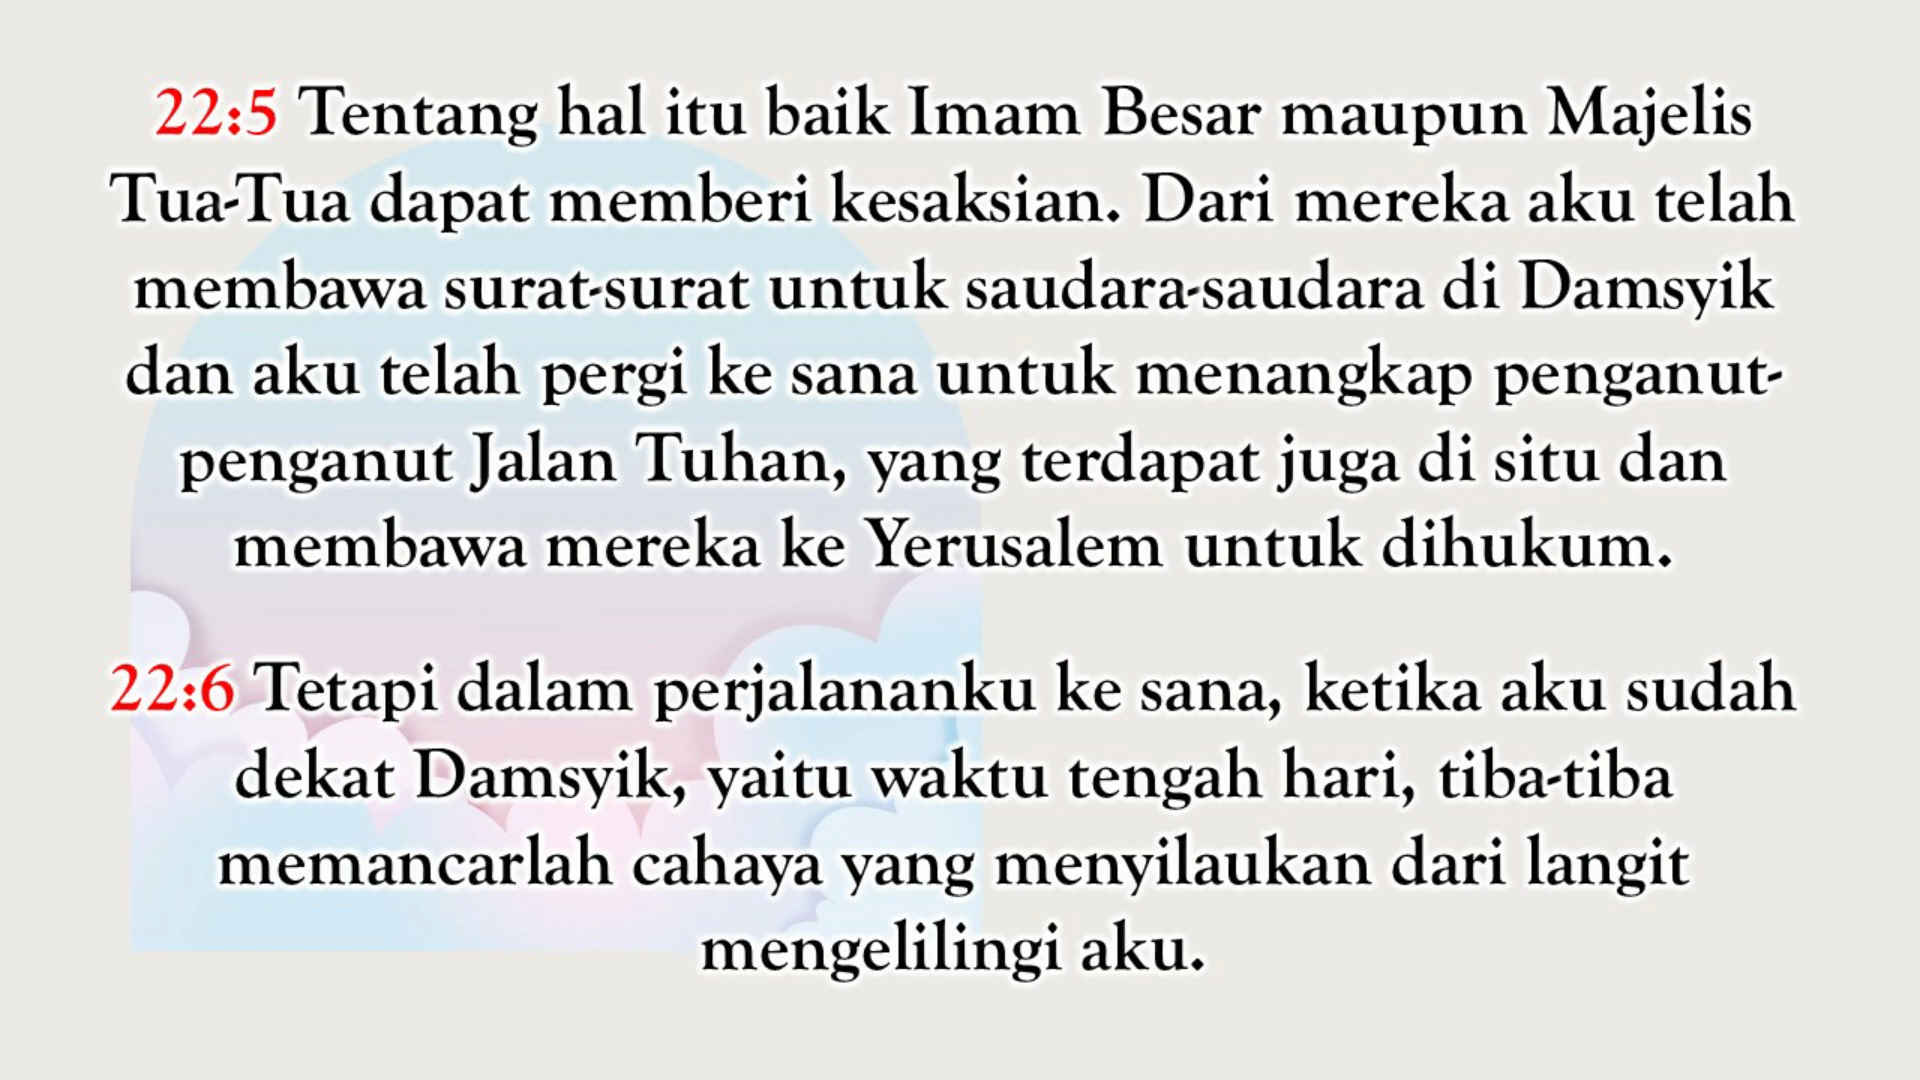 22:5 Tentang hal itu baik Imam Besar maupun Majelis
Tua-Tua dapat memberi kesaksian. Dari mereka aku telah
membawa surat-surat untuk saudara-saudara di Damsyik
dan aku telah pergi ke sana untuk menangkap penganut-
penganut Jalan Tuhan, yang terdapat juga di situ dan
membawa mereka ke Yerusalem untuk dihukum.
22:6 Tetapi dalam perjalananku ke sana, ketika aku sudah
dekat Damsyik, yaitu waktu tengah hari, tiba-tiba
memancarlah cahaya yang menyilaukan dari langit
mengelilingi aku.